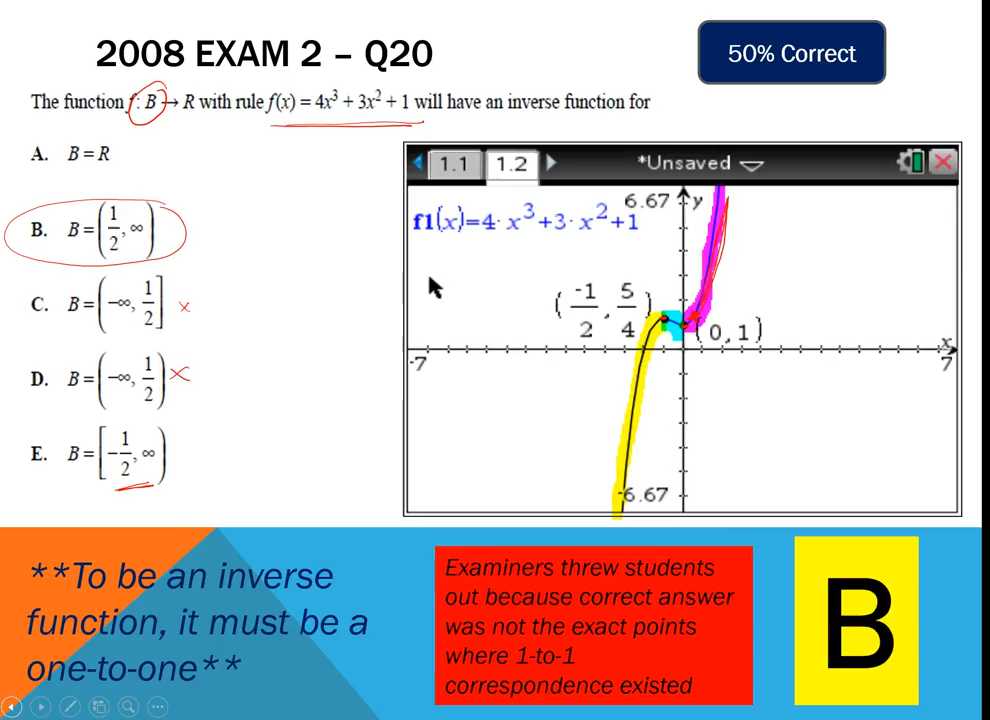 2008 EXAM 2 – Q20
50% Correct
The function f : B → R with rule f(x) = 4x³ + 3x² + 1 will have an inverse function for
A. B = R
B. B = (1/2, ∞)
C. B = (−∞, 1/2]
D. B = (−∞, 1/2)
E. B = [−1/2, ∞)
1.1 1.2 *Unsaved
6.67 y
f1(x)=4·x³+3·x²+1
(-1/2, 5/4)
(0,1)
-7
x
7
-6.67
**To be an inverse
function, it must be a
one-to-one**
Examiners threw students
out because correct answer
was not the exact points
where 1-to-1
correspondence existed
B